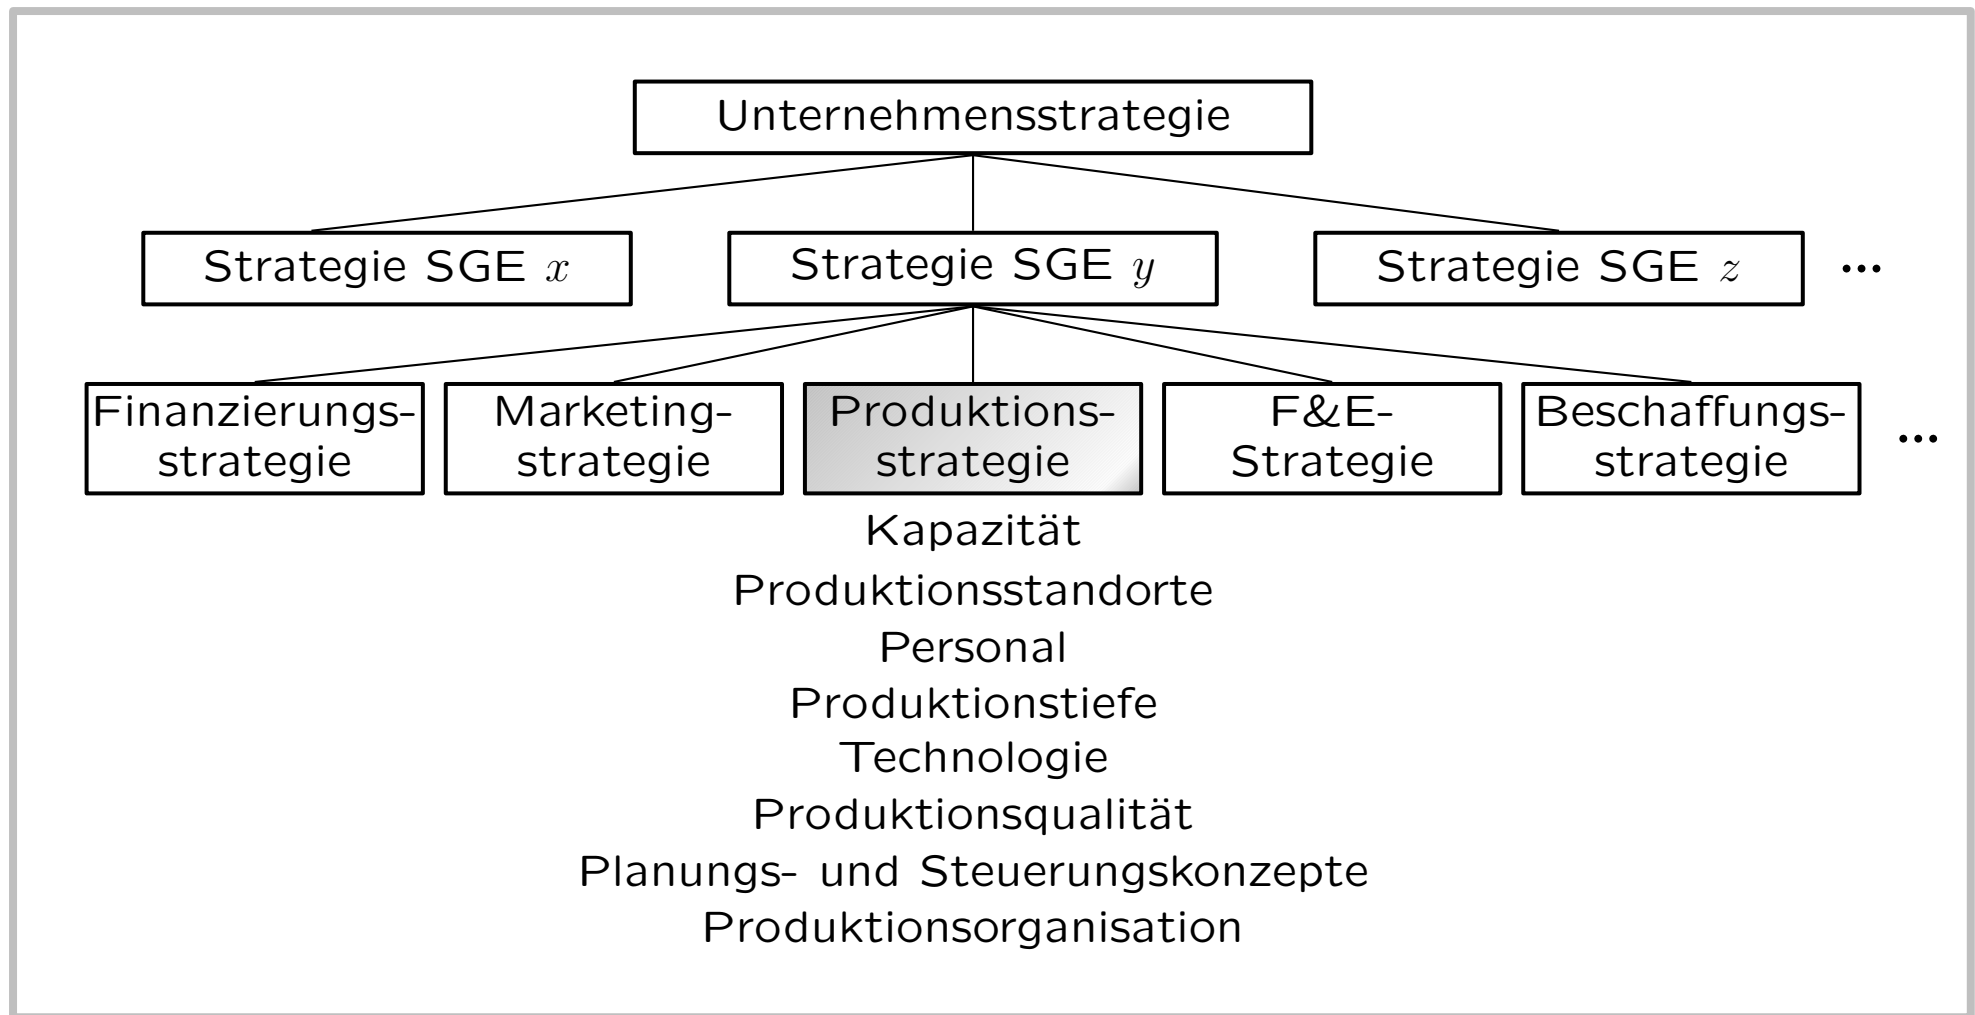 Unternehmensstrategie
Strategie SGE x
Strategie SGE y
Strategie SGE z
...
Finanzierungs-
strategie
Marketing-
strategie
Produktions-
strategie
F&E-
Strategie
Beschaffungs-
strategie
...
Kapazität
Produktionsstandorte
Personal
Produktionstiefe
Technologie
Produktionsqualität
Planungs- und Steuerungskonzepte
Produktionsorganisation